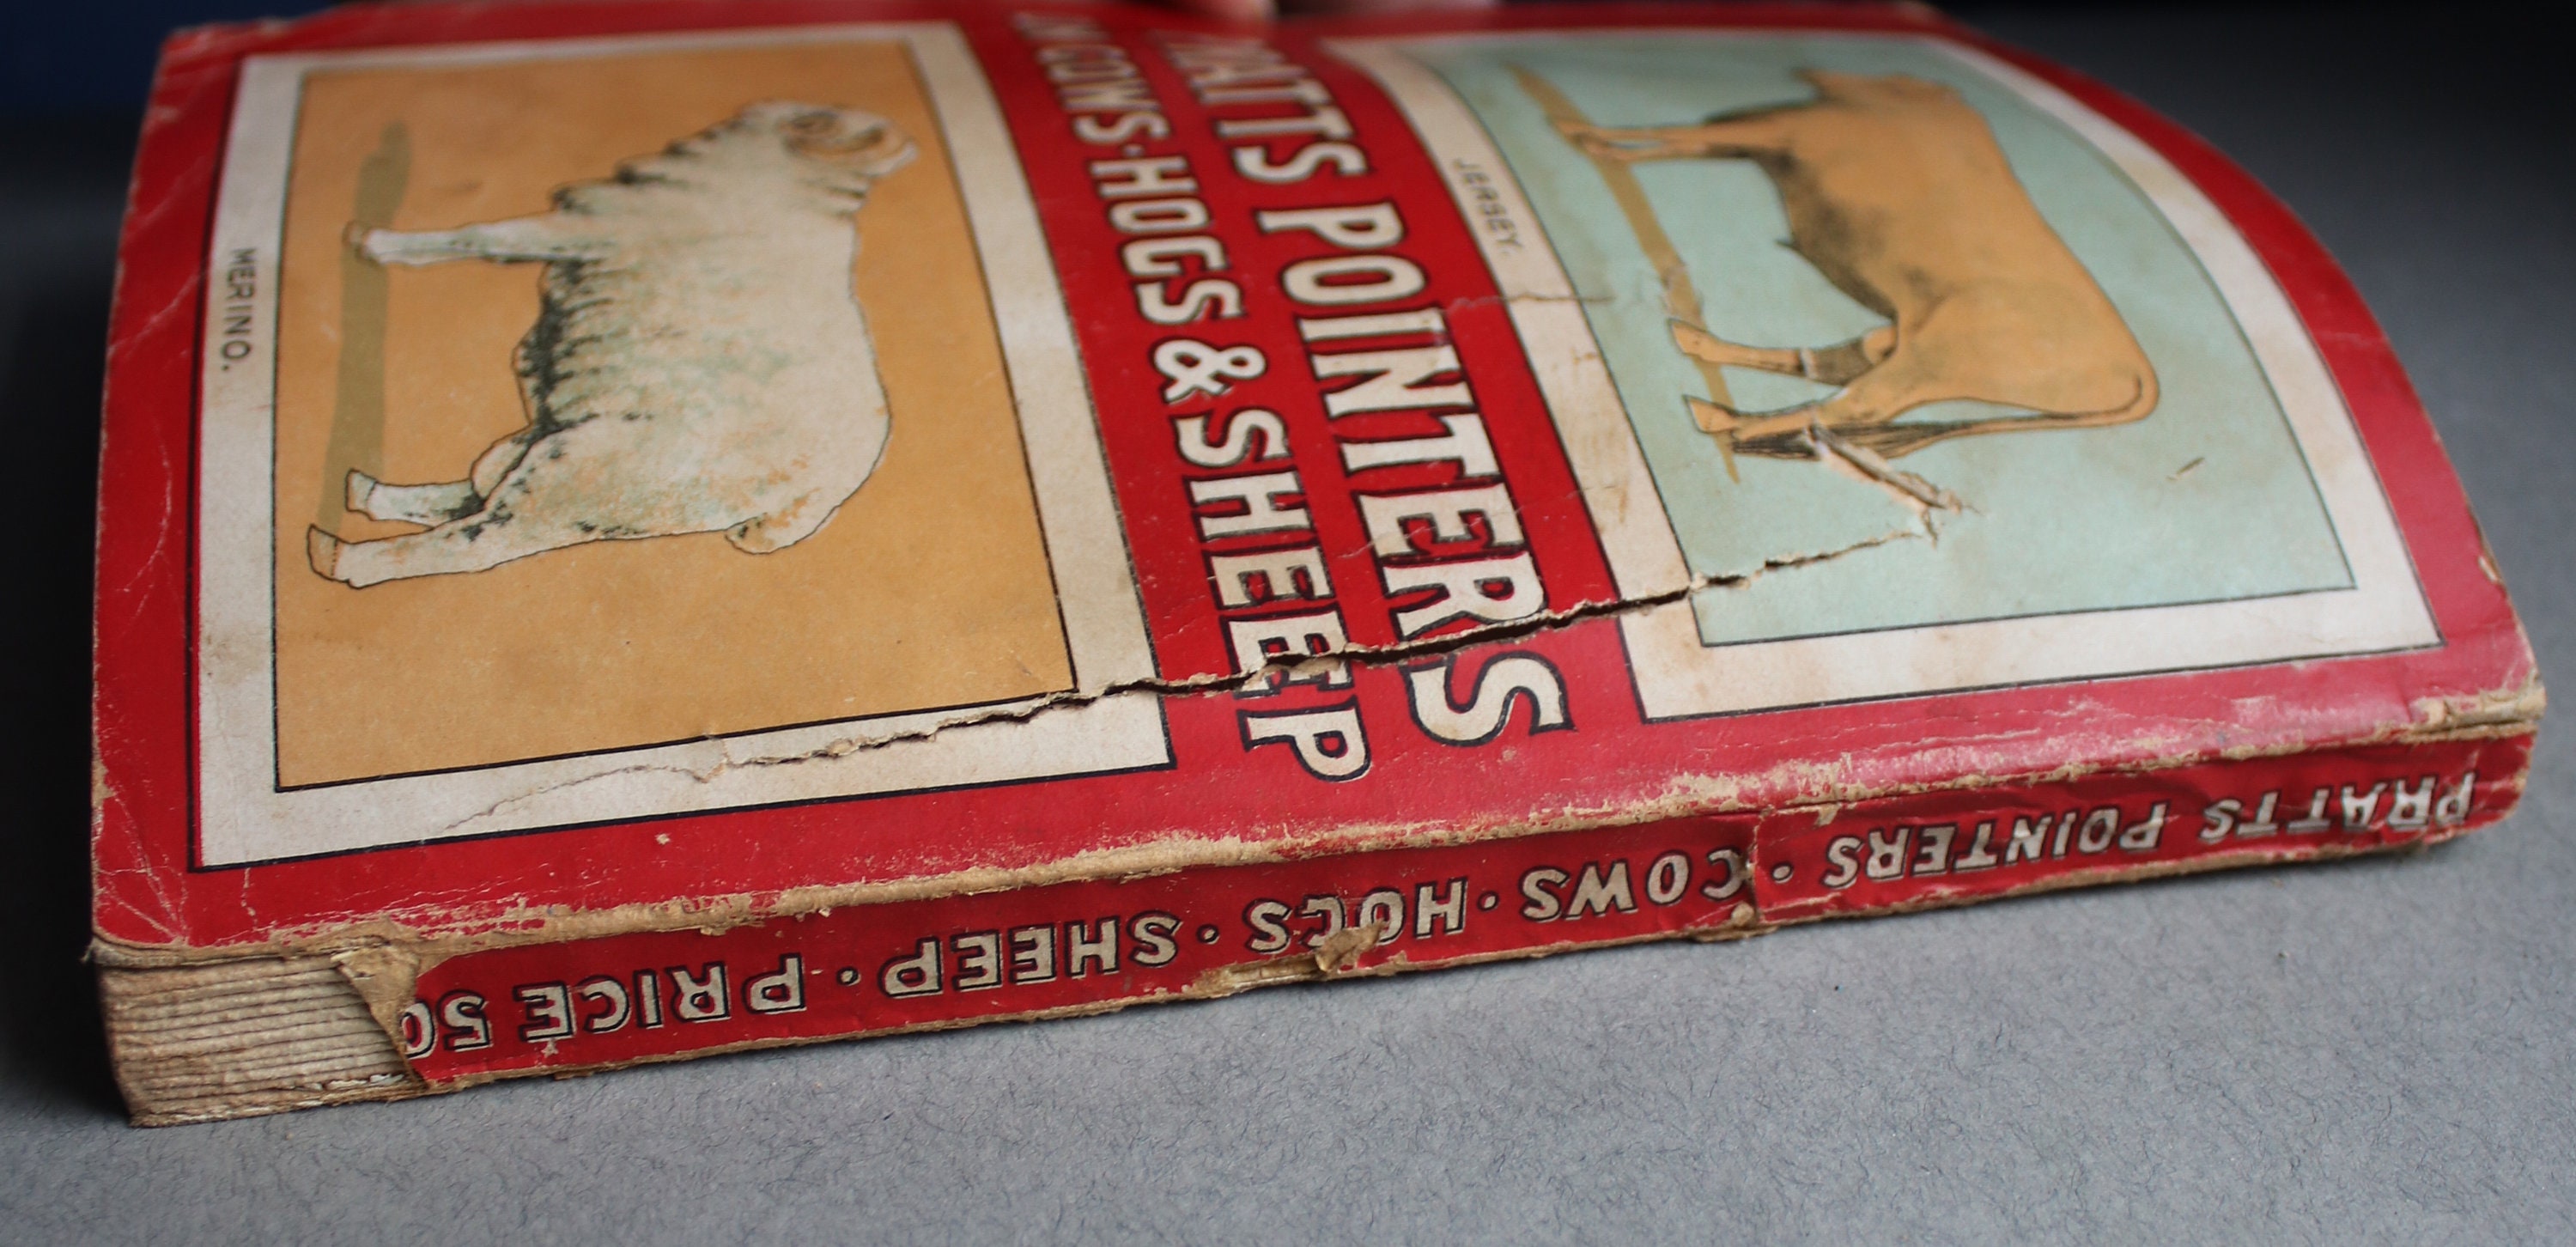 JERSEY.
PRATTS POINTERS
ON COWS·HOGS & SHEEP
MERINO.
PRATTS POINTERS · COWS · HOGS · SHEEP · PRICE 50